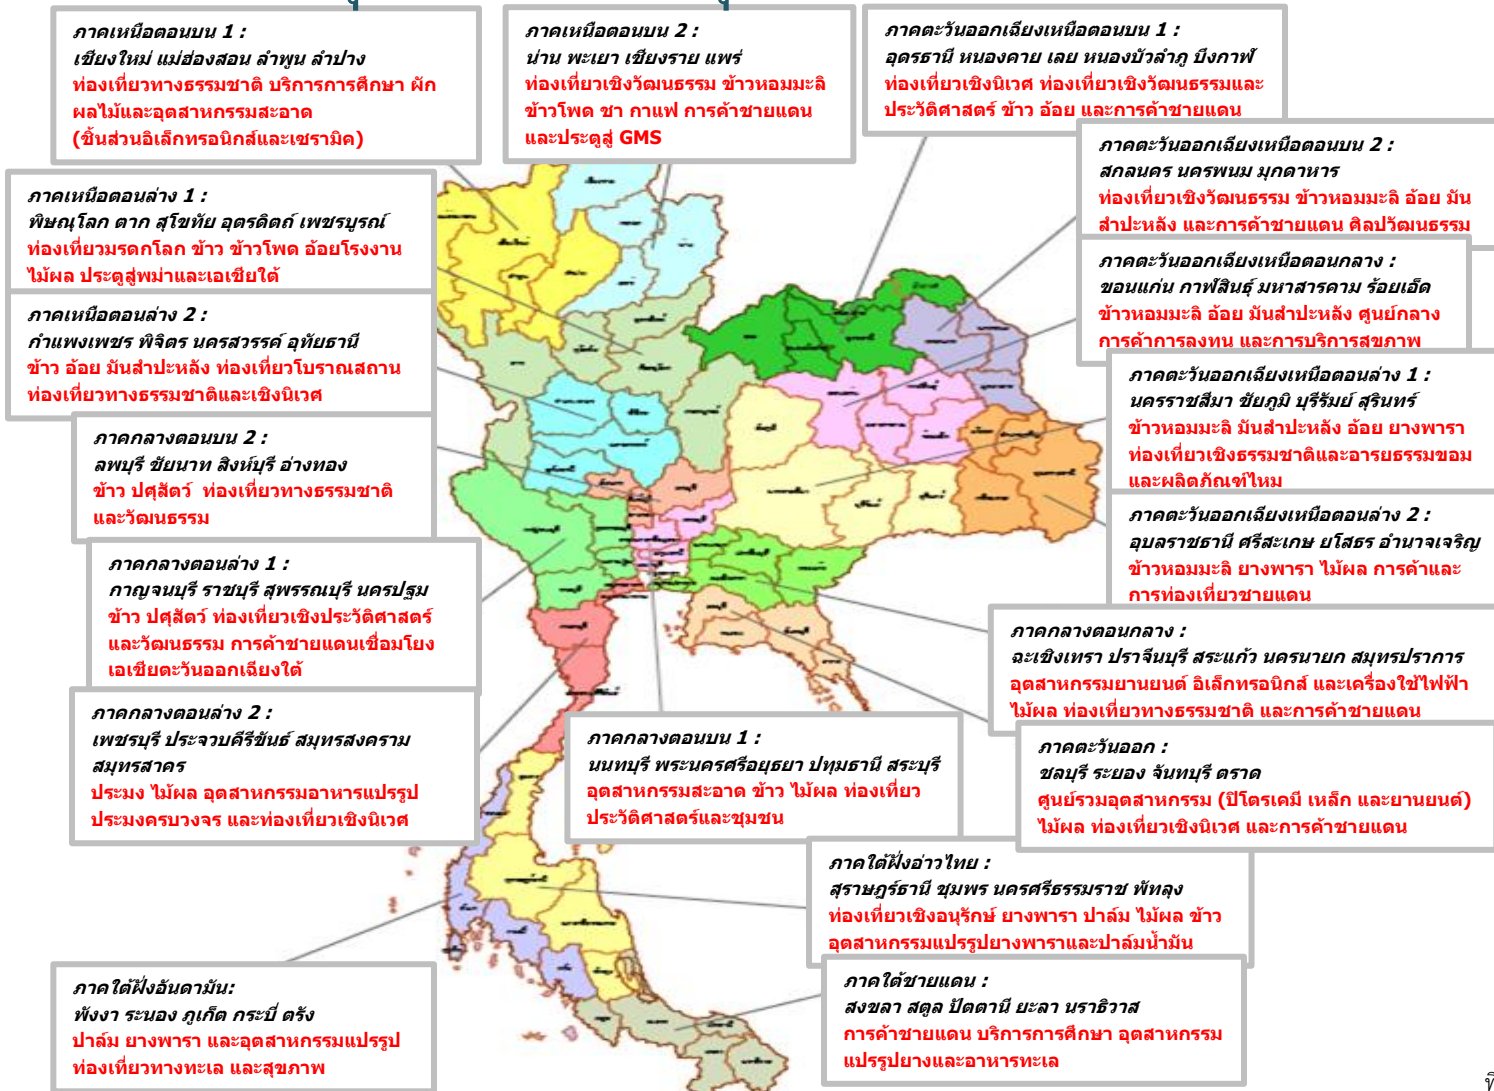 ภาคเหนือตอนบน 1 :
เชียงใหม่ แม่ฮ่องสอน ลำพูน ลำปาง
ท่องเที่ยวทางธรรมชาติ บริการการศึกษา ผัก
ผลไม้และอุตสาหกรรมสะอาด
(ชิ้นส่วนอิเล็กทรอนิกส์และเซรามิค)
ภาคเหนือตอนบน 2 :
น่าน พะเยา เชียงราย แพร่
ท่องเที่ยวเชิงวัฒนธรรม ข้าวหอมมะลิ
ข้าวโพด ชา กาแฟ การค้าชายแดน
และประตูสู่ GMS
ภาคตะวันออกเฉียงเหนือตอนบน 1 :
อุดรธานี หนองคาย เลย หนองบัวลำภู บึงกาฬ
ท่องเที่ยวเชิงนิเวศ ท่องเที่ยวเชิงวัฒนธรรมและ
ประวัติศาสตร์ ข้าว อ้อย และการค้าชายแดน
ภาคตะวันออกเฉียงเหนือตอนบน 2 :
สกลนคร นครพนม มุกดาหาร
ท่องเที่ยวเชิงวัฒนธรรม ข้าวหอมมะลิ อ้อย มัน
สำปะหลัง และการค้าชายแดน ศิลปวัฒนธรรม
ภาคเหนือตอนล่าง 1 :
พิษณุโลก ตาก สุโขทัย อุตรดิตถ์ เพชรบูรณ์
ท่องเที่ยวมรดกโลก ข้าว ข้าวโพด อ้อยโรงงาน
ไม้ผล ประตูสู่พม่าและเอเชียใต้
ภาคตะวันออกเฉียงเหนือตอนกลาง :
ขอนแก่น กาฬสินธุ์ มหาสารคาม ร้อยเอ็ด
ข้าวหอมมะลิ อ้อย มันสำปะหลัง ศูนย์กลาง
การค้าการลงทุน และการบริการสุขภาพ
ภาคเหนือตอนล่าง 2 :
กำแพงเพชร พิจิตร นครสวรรค์ อุทัยธานี
ข้าว อ้อย มันสำปะหลัง ท่องเที่ยวโบราณสถาน
ท่องเที่ยวทางธรรมชาติและเชิงนิเวศ
ภาคตะวันออกเฉียงเหนือตอนล่าง 1 :
นครราชสีมา ชัยภูมิ บุรีรัมย์ สุรินทร์
ข้าวหอมมะลิ มันสำปะหลัง อ้อย ยางพารา
ท่องเที่ยวเชิงธรรมชาติและอารยธรรมขอม
และผลิตภัณฑ์ไหม
ภาคกลางตอนบน 2 :
ลพบุรี ชัยนาท สิงห์บุรี อ่างทอง
ข้าว ปศุสัตว์ ท่องเที่ยวทางธรรมชาติ
และวัฒนธรรม
ภาคตะวันออกเฉียงเหนือตอนล่าง 2 :
อุบลราชธานี ศรีสะเกษ ยโสธร อำนาจเจริญ
ข้าวหอมมะลิ ยางพารา ไม้ผล การค้าและ
การท่องเที่ยวชายแดน
ภาคกลางตอนล่าง 1 :
กาญจนบุรี ราชบุรี สุพรรณบุรี นครปฐม
ข้าว ปศุสัตว์ ท่องเที่ยวเชิงประวัติศาสตร์
และวัฒนธรรม การค้าชายแดนเชื่อมโยง
เอเชียตะวันออกเฉียงใต้
ภาคกลางตอนกลาง :
ฉะเชิงเทรา ปราจีนบุรี สระแก้ว นครนายก สมุทรปราการ
อุตสาหกรรมยานยนต์ อิเล็กทรอนิกส์ และเครื่องใช้ไฟฟ้า
ไม้ผล ท่องเที่ยวทางธรรมชาติ และการค้าชายแดน
ภาคกลางตอนล่าง 2 :
เพชรบุรี ประจวบคีรีขันธ์ สมุทรสงคราม
สมุทรสาคร
ประมง ไม้ผล อุตสาหกรรมอาหารแปรรูป
ประมงครบวงจร และท่องเที่ยวเชิงนิเวศ
ภาคกลางตอนบน 1 :
นนทบุรี พระนครศรีอยุธยา ปทุมธานี สระบุรี
อุตสาหกรรมสะอาด ข้าว ไม้ผล ท่องเที่ยว
ประวัติศาสตร์และชุมชน
ภาคตะวันออก :
ชลบุรี ระยอง จันทบุรี ตราด
ศูนย์รวมอุตสาหกรรม (ปิโตรเคมี เหล็ก และยานยนต์)
ไม้ผล ท่องเที่ยวเชิงนิเวศ และการค้าชายแดน
ภาคใต้ฝั่งอ่าวไทย :
สุราษฎร์ธานี ชุมพร นครศรีธรรมราช พัทลุง
ท่องเที่ยวเชิงอนุรักษ์ ยางพารา ปาล์ม ไม้ผล ข้าว
อุตสาหกรรมแปรรูปยางพาราและปาล์มน้ำมัน
ภาคใต้ฝั่งอันดามัน:
พังงา ระนอง ภูเก็ต กระบี่ ตรัง
ปาล์ม ยางพารา และอุตสาหกรรมแปรรูป
ท่องเที่ยวทางทะเล และสุขภาพ
ภาคใต้ชายแดน :
สงขลา สตูล ปัตตานี ยะลา นราธิวาส
การค้าชายแดน บริการการศึกษา อุตสาหกรรม
แปรรูปยางและอาหารทะเล